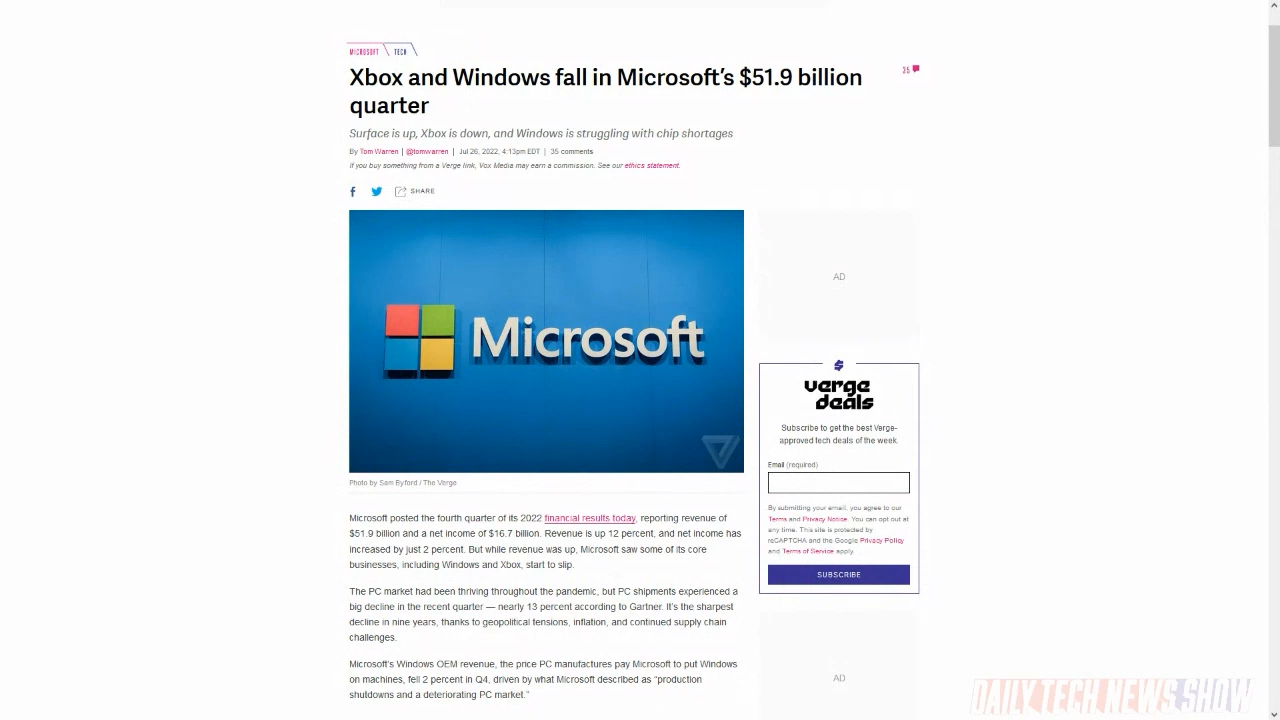 MICROSOFT
TECH
Xbox and Windows fall in Microsoft's $51.9 billion
quarter
35
Surface is up, Xbox is down, and Windows is struggling with chip shortages
By Tom Warren | @tomwarren | Jul 26, 2022, 4:13pm EDT | 35 comments
If you buy something from a Verge link, Vox Media may earn a commission. See our ethics statement.
SHARE
Microsoft
Photo by Sam Byford / The Verge
Microsoft posted the fourth quarter of its 2022 financial results today, reporting revenue of
$51.9 billion and a net income of $16.7 billion. Revenue is up 12 percent, and net income has
increased by just 2 percent. But while revenue was up, Microsoft saw some of its core
businesses, including Windows and Xbox, start to slip.
The PC market had been thriving throughout the pandemic, but PC shipments experienced a
big decline in the recent quarter — nearly 13 percent according to Gartner. It's the sharpest
decline in nine years, thanks to geopolitical tensions, inflation, and continued supply chain
challenges.
Microsoft's Windows OEM revenue, the price PC manufactures pay Microsoft to put Windows
on machines, fell 2 percent in Q4, driven by what Microsoft described as "production
shutdowns and a deteriorating PC market."
AD
verge
deals
Subscribe to get the best Verge-
approved tech deals of the week.
Email (required)
By submitting your email, you agree to our
Terms and Privacy Notice. You can opt out at
any time. This site is protected by
reCAPTCHA and the Google Privacy Policy
and Terms of Service apply.
SUBSCRIBE
AD
DAILY TECH NEWS SHOW